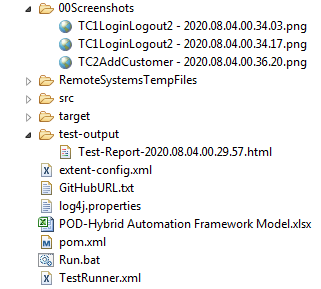 00Screenshots
TC1LoginLogout2 - 2020.08.04.00.34.03.png
TC1LoginLogout2 - 2020.08.04.00.34.17.png
TC2AddCustomer - 2020.08.04.00.36.20.png
RemoteSystemsTempFiles
src
target
test-output
Test-Report-2020.08.04.00.29.57.html
extent-config.xml
GitHubURL.txt
log4j.properties
POD-Hybrid Automation Framework Model.xlsx
pom.xml
Run.bat
TestRunner.xml